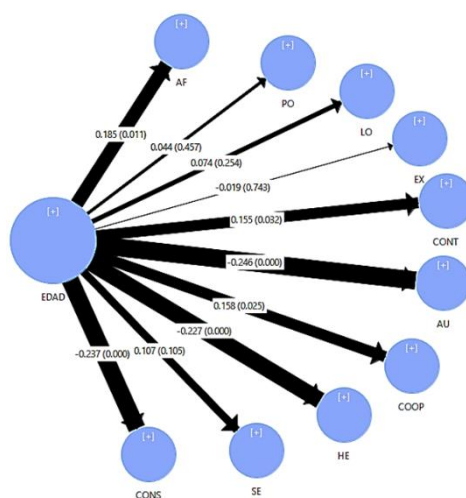 [+]
AF
[+]
PO
[+]
LO
[+]
EX
[+]
CONT
[+]
AU
[+]
COOP
[+]
HE
[+]
SE
[+]
CONS
[+]
EDAD
0.185 (0.011)
0.044 (0.457)
0.074 (0.254)
-0.019 (0.743)
0.155 (0.032)
-0.246 (0.000)
0.158 (0.025)
-0.227 (0.000)
0.107 (0.105)
-0.237 (0.000)